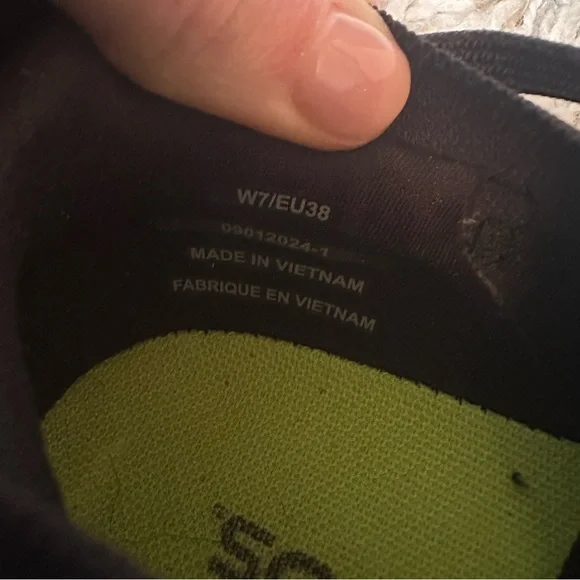 W7/EU38
09012024-1
MADE IN VIETNAM
FABRIQUE EN VIETNAM